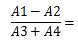 A1 − A2
A3 + A4 =